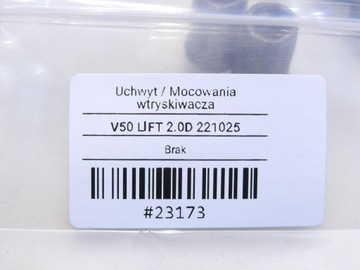 Uchwyt / Mocowania
wtryskiwacza
V50 LIFT 2.0D 221025
Brak
#23173